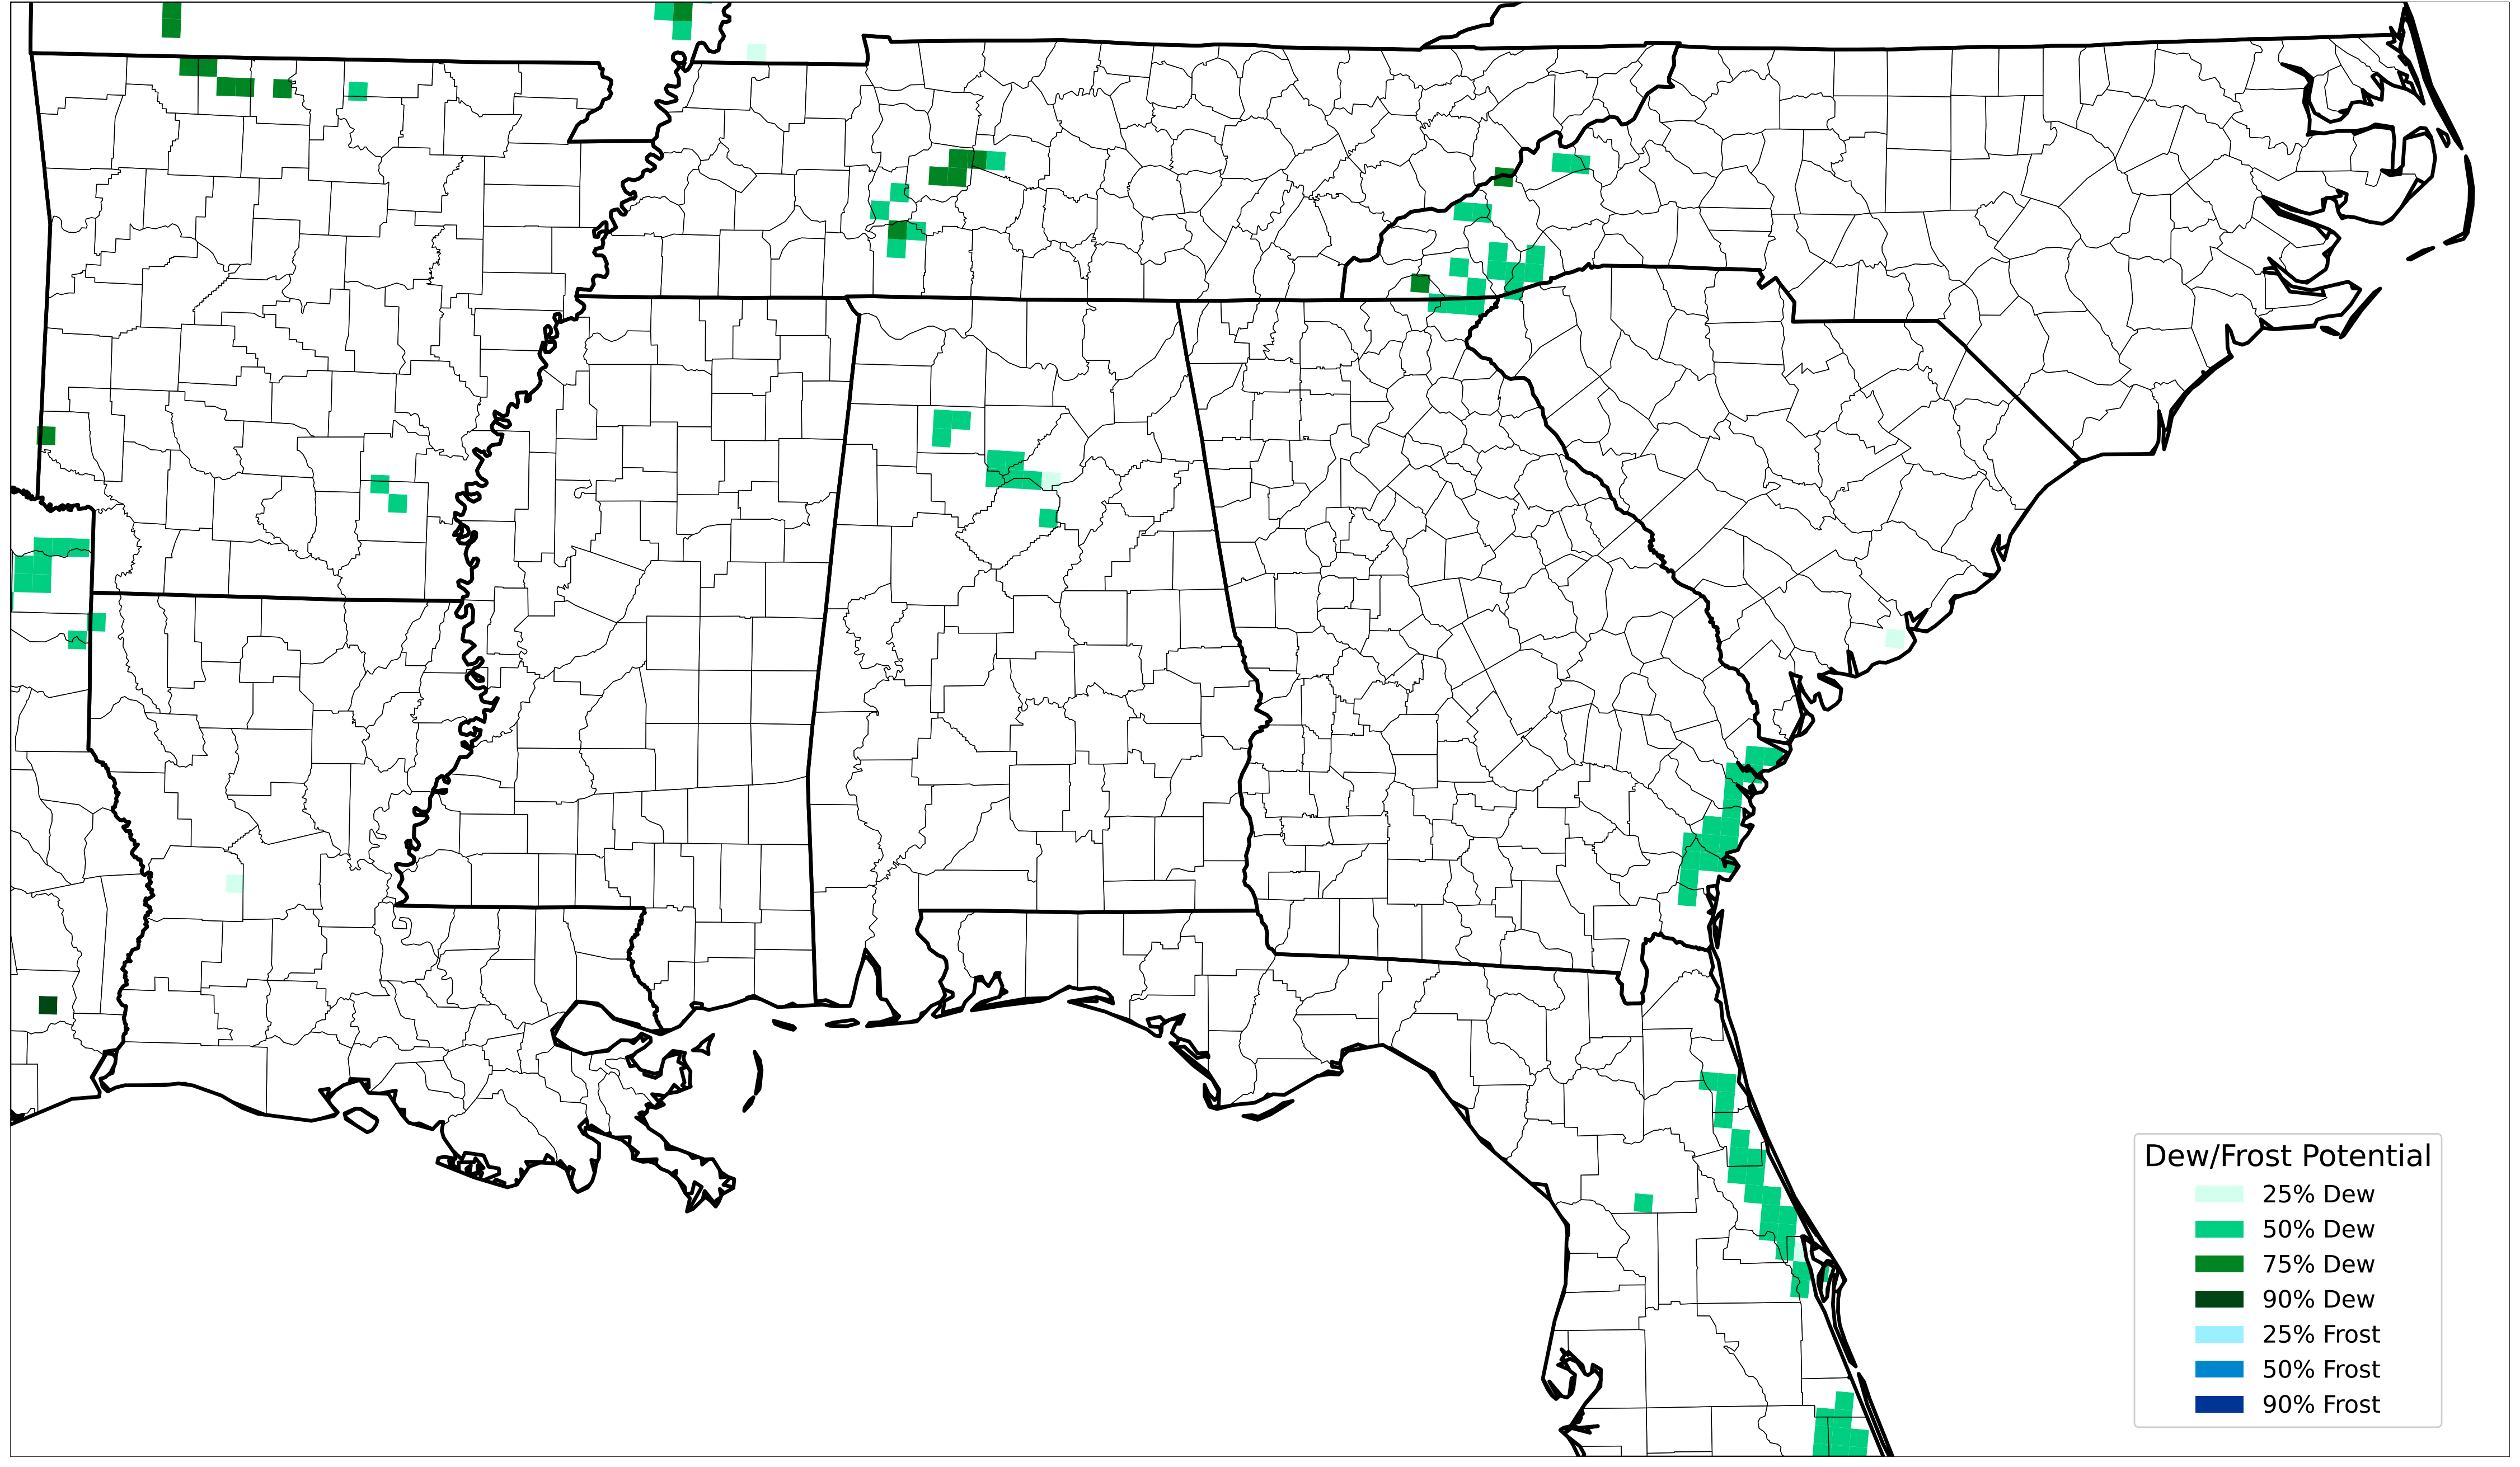 Dew/Frost Potential
25% Dew
50% Dew
75% Dew
90% Dew
25% Frost
50% Frost
90% Frost